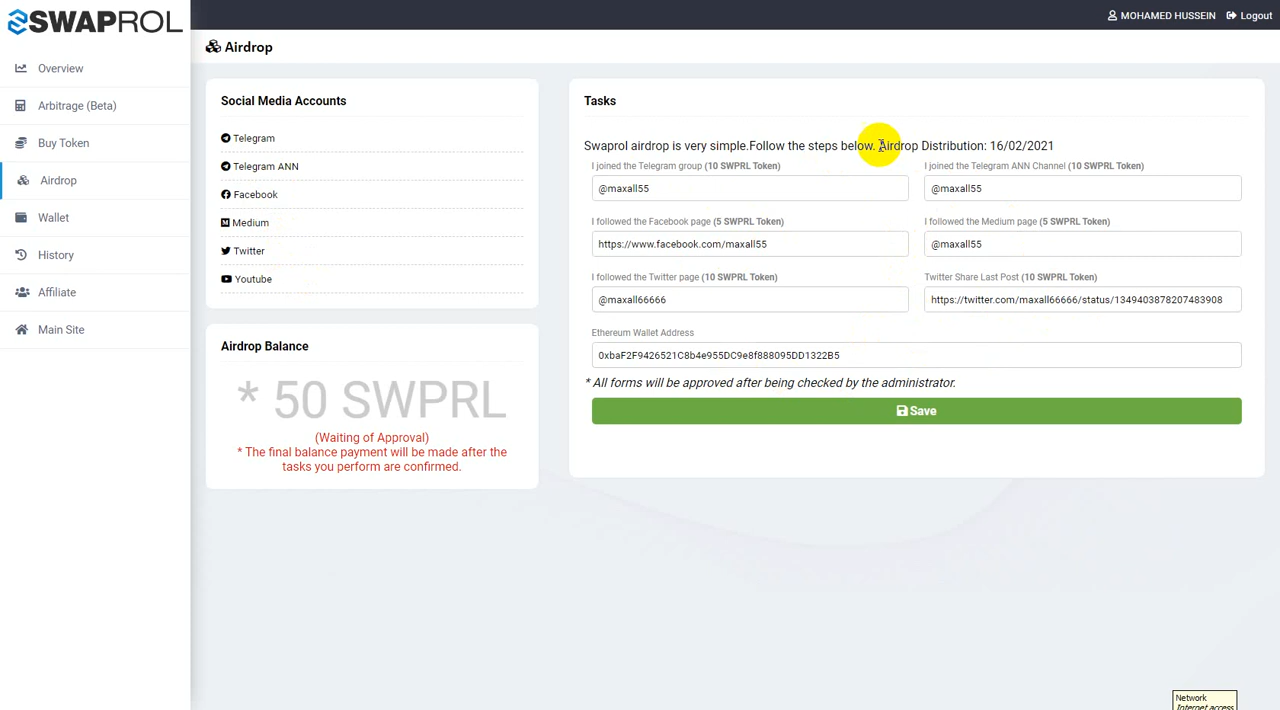 SWAPROL
MOHAMED HUSSEIN
Logout
Overview
Arbitrage (Beta)
Buy Token
Airdrop
Wallet
History
Affiliate
Main Site
Airdrop
Social Media Accounts
Telegram
Telegram ANN
Facebook
Medium
Twitter
Youtube
Airdrop Balance
* 50 SWPRL
(Waiting of Approval)
* The final balance payment will be made after the
tasks you perform are confirmed.
Tasks
Swaprol airdrop is very simple.Follow the steps below. Airdrop Distribution: 16/02/2021
I joined the Telegram group (10 SWPRL Token)
@maxall55
I joined the Telegram ANN Channel (10 SWPRL Token)
@maxall55
I followed the Facebook page (5 SWPRL Token)
https://www.facebook.com/maxall55
I followed the Medium page (5 SWPRL Token)
@maxall55
I followed the Twitter page (10 SWPRL Token)
@maxall66666
Twitter Share Last Post (10 SWPRL Token)
https://twitter.com/maxall66666/status/1349403878207483908
Ethereum Wallet Address
0xbaF2F9426521C8b4e955DC9e8f888095DD1322B5
* All forms will be approved after being checked by the administrator.
Save
Network
Internet access